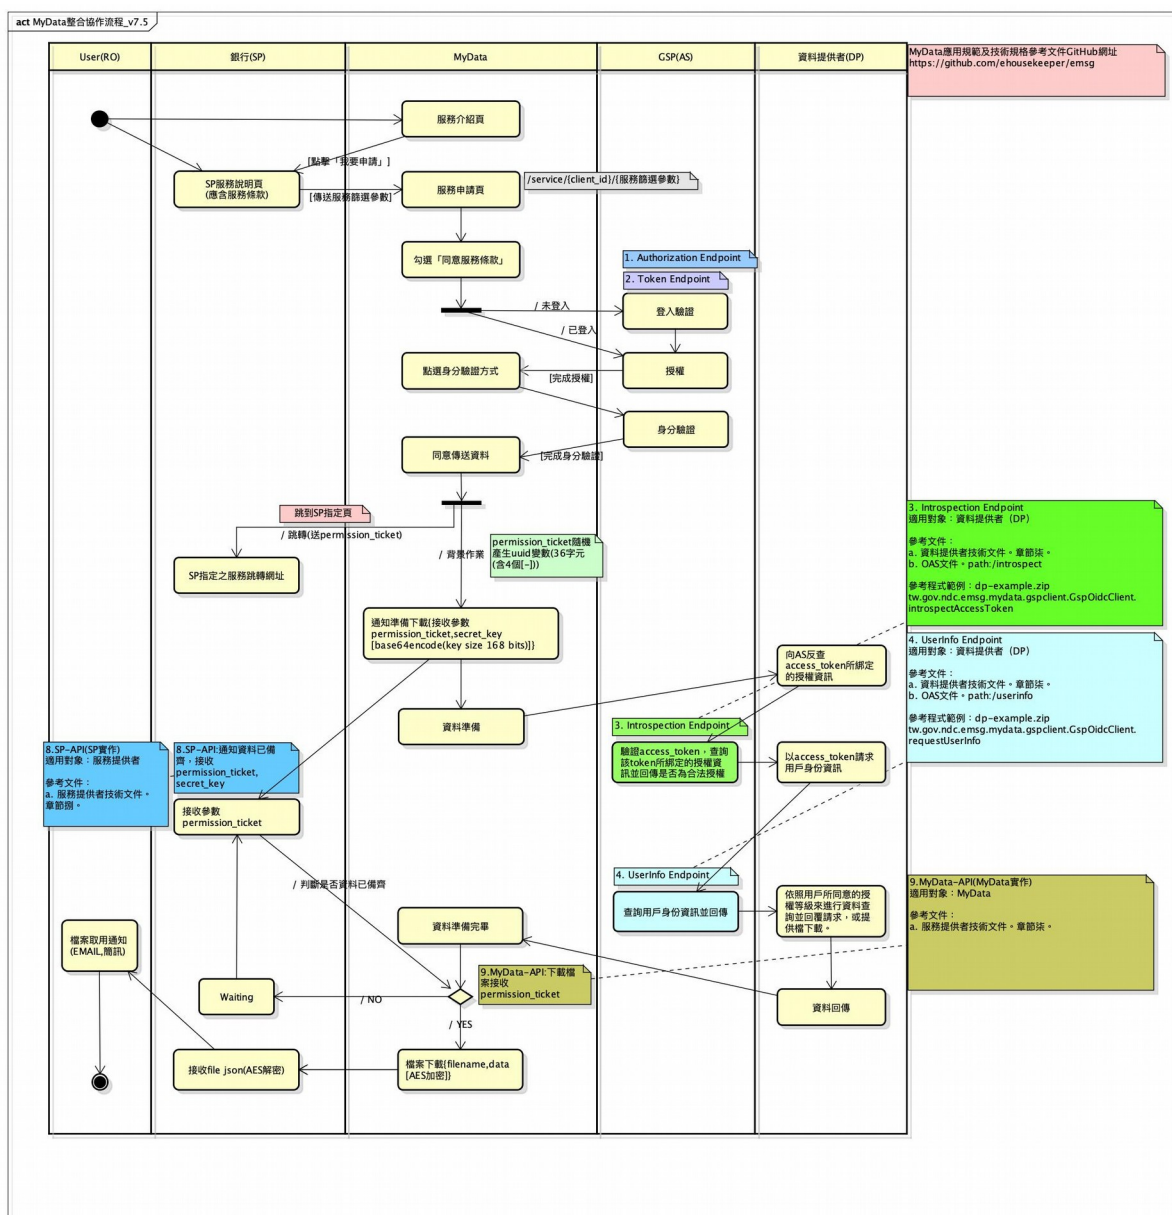 act MyData整合協作流程_v7.5
User(RO)
銀行(SP)
MyData
GSP(AS)
資料提供者(DP)
MyData應用規範及技術規格參考文件GitHub網址
https://github.com/ehousekeeper/emsg
服務介紹頁
[點擊「我要申請」]
SP服務說明頁
(應含服務條款)
[傳送服務篩選參數]
服務申請頁
/service/{client_id}/{服務篩選參數}
勾選「同意服務條款」
1. Authorization Endpoint
2. Token Endpoint
/ 未登入
登入驗證
/ 已登入
點選身分驗證方式
[完成授權]
授權
身分驗證
同意傳送資料
[完成身分驗證]
跳到SP指定頁
/ 跳轉(送permission_ticket)
SP指定之服務跳轉網址
/ 背景作業
permission_ticket隨機
產生uuid變數(36字元
(含4個[-]))
3. Introspection Endpoint
適用對象：資料提供者（DP）
參考文件：
a. 資料提供者技術文件。章節柒。
b. OAS文件。path:/introspect
參考程式範例：dp-example.zip
tw.gov.ndc.emsg.mydata.gspclient.GspOidcClient.
introspectAccessToken
通知準備下載{接收參數
permission_ticket,secret_key
[base64encode(key size 168 bits)]}
向AS反查
access_token所綁定
的授權資訊
4. UserInfo Endpoint
適用對象：資料提供者（DP）
參考文件：
a. 資料提供者技術文件。章節柒。
b. OAS文件。path:/userinfo
參考程式範例：dp-example.zip
tw.gov.ndc.emsg.mydata.gspclient.GspOidcClient.
requestUserInfo
資料準備
3. Introspection Endpoint
驗證access_token，查詢
該token所綁定的授權資
訊並回傳是否為合法授權
以access_token請求
用戶身份資訊
8.SP-API(SP實作)
適用對象：服務提供者
參考文件：
a. 服務提供者技術文件。
章節捌。
8.SP-API:通知資料已備
齊，接收
permission_ticket,
secret_key
接收參數
permission_ticket
/ 判斷是否資料已備齊
4. UserInfo Endpoint
查詢用戶身份資訊並回傳
依照用戶所同意的授
權等級來進行資料查
詢並回覆請求，或提
供檔下載。
9.MyData-API(MyData實作)
適用對象：MyData
參考文件：
a. 服務提供者技術文件。章節柒。
檔案取用通知
(EMAIL,簡訊)
資料準備完畢
9.MyData-API:下載檔
案接收
permission_ticket
Waiting
/ NO
資料回傳
/ YES
接收file json(AES解密)
檔案下載{filename,data
[AES加密]}